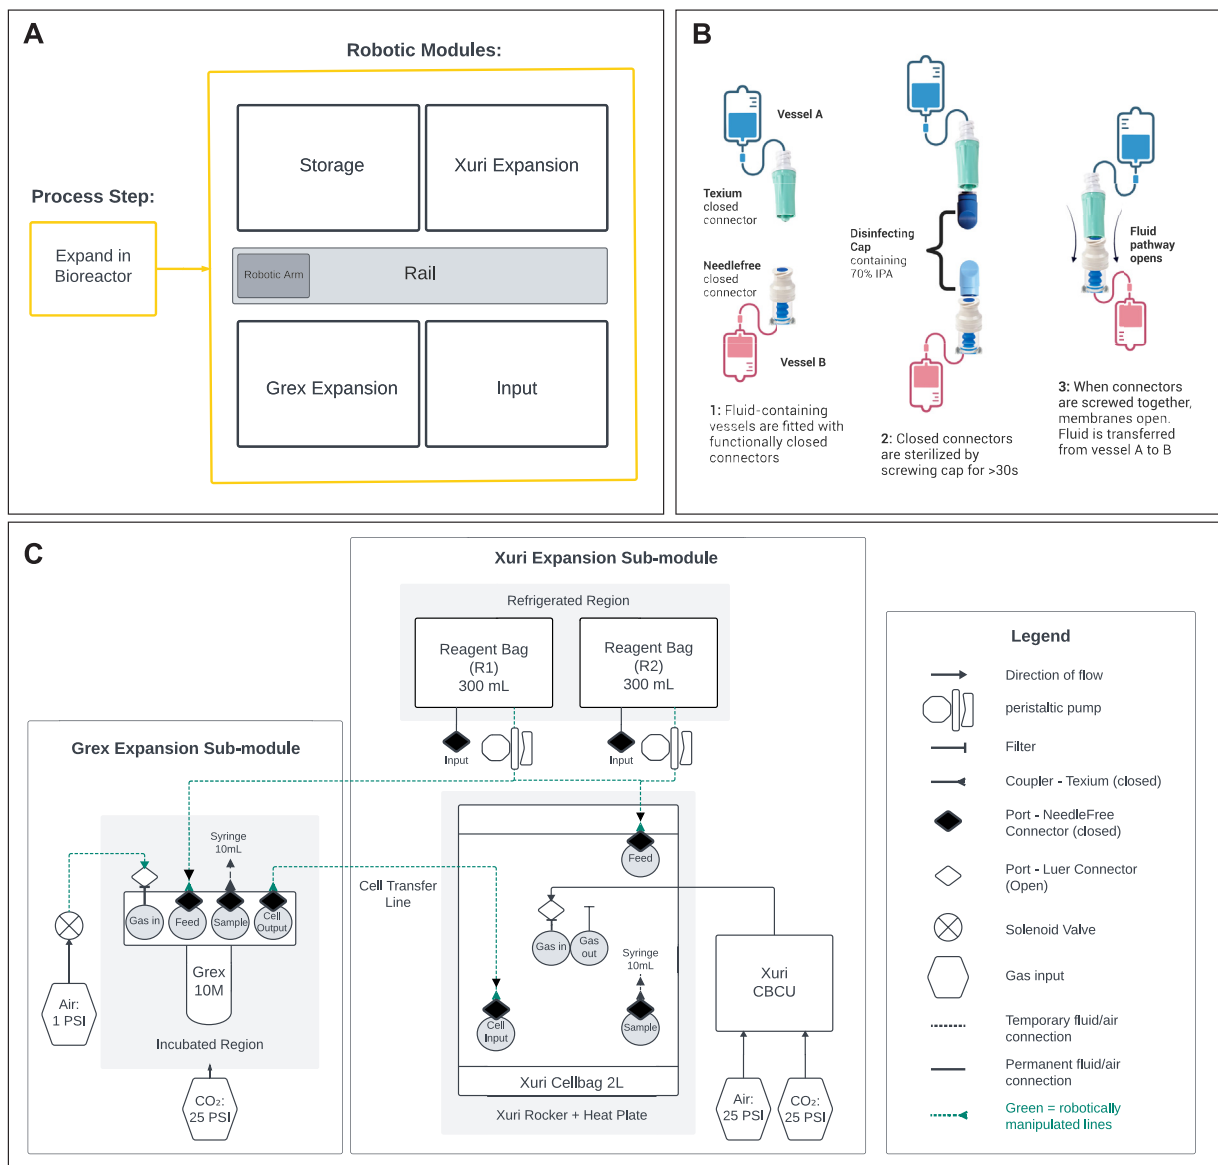 A
Robotic Modules:
Storage
Xuri Expansion
Process Step:
Expand in
Bioreactor
Robotic Arm
Rail
Grex Expansion
Input
B
Vessel A
Texium
closed
connector
Needlefree
closed
connector
Vessel B
1: Fluid-containing
vessels are fitted with
functionally closed
connectors
Disinfecting
Cap
containing
70% IPA
2: Closed connectors
are sterilized by
screwing cap for >30s
Fluid
pathway
opens
3: When connectors
are screwed together,
membranes open.
Fluid is transferred
from vessel A to B
C
Xuri Expansion Sub-module
Refrigerated Region
Reagent Bag
(R1)
300 mL
Reagent Bag
(R2)
300 mL
Input
Input
Grex Expansion Sub-module
Syringe
10mL
Gas in
Feed
Sample
Cell
Output
Grex
10M
Air:
1 PSI
Incubated Region
CO₂:
25 PSI
Cell Transfer
Line
Feed
Gas in
Gas
out
Syringe
10mL
Cell
Input
Sample
Xuri
CBCU
Xuri Cellbag 2L
Xuri Rocker + Heat Plate
Air:
25 PSI
CO₂:
25 PSI
Legend
Direction of flow
peristaltic pump
Filter
Coupler - Texium (closed)
Port - NeedleFree
Connector (closed)
Port - Luer Connector
(Open)
Solenoid Valve
Gas input
Temporary fluid/air
connection
Permanent fluid/air
connection
Green = robotically
manipulated lines